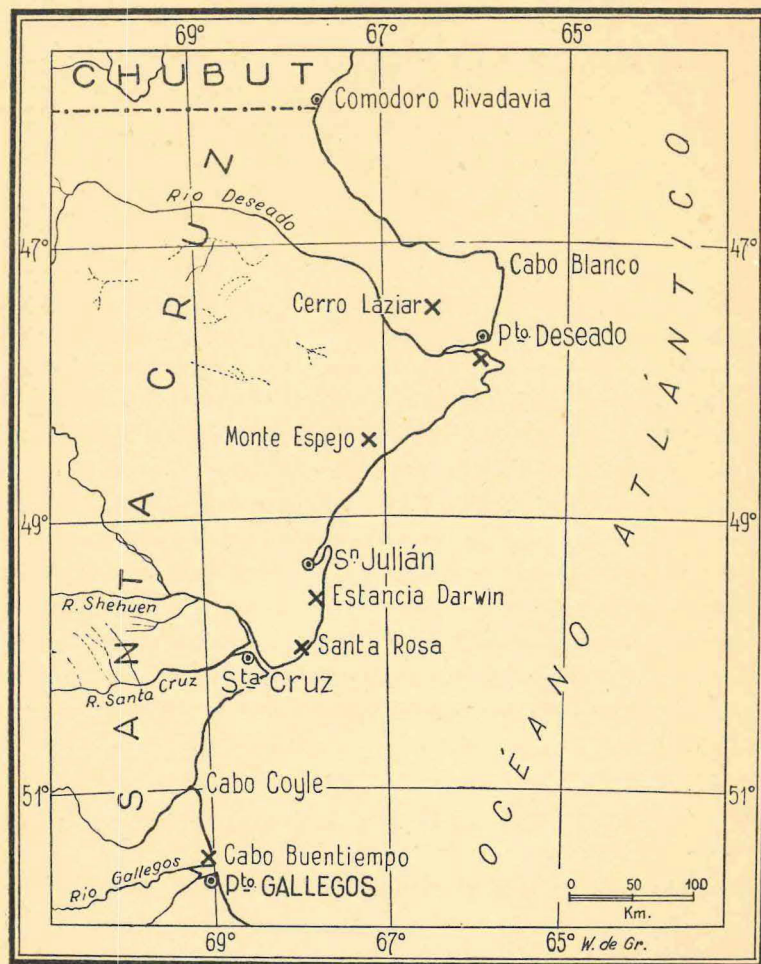 69° 67° 65°
CHUBUT
Comodoro Rivadavia
Rio Deseado
47° 47°
Cabo Blanco
Cerro Laziar
Pto. Deseado
Monte Espejo
49° 49°
Sn Julián
R. Shehuen
Estancia Darwin
Santa Rosa
Sta Cruz
R. Santa Cruz
SANTA CRUZ
OCÉANO ATLÁNTICO
Cabo Coyle
51° 51°
Cabo Buentiempo
Rio Gallegos
Pto. GALLEGOS
0 50 100
Km.
69° 67° 65°
W. de Gr.